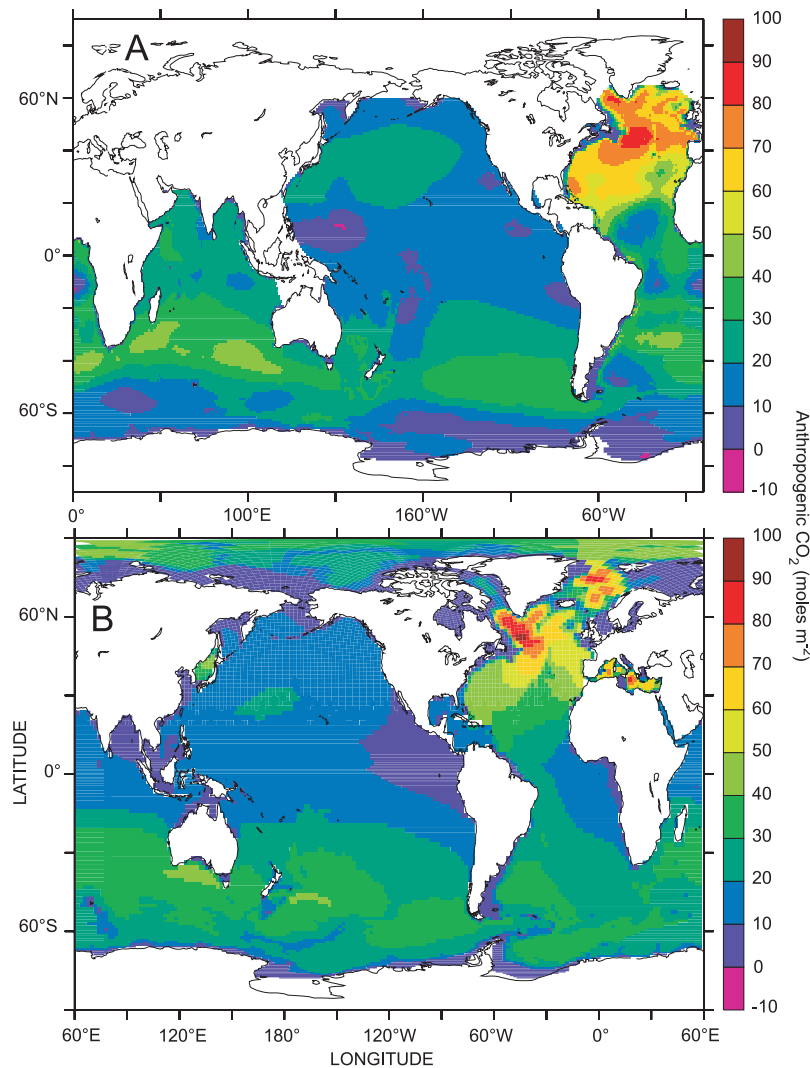 A
60°N
0°
60°S
0°
100°E
160°W
60°W
100
90
80
70
60
50
40
30
20
10
0
-10
Anthropogenic CO₂ (moles m⁻²)
B
60°N
0°
60°S
LATITUDE
60°E
120°E
180°
120°W
60°W
0°
60°E
LONGITUDE
100
90
80
70
60
50
40
30
20
10
0
-10